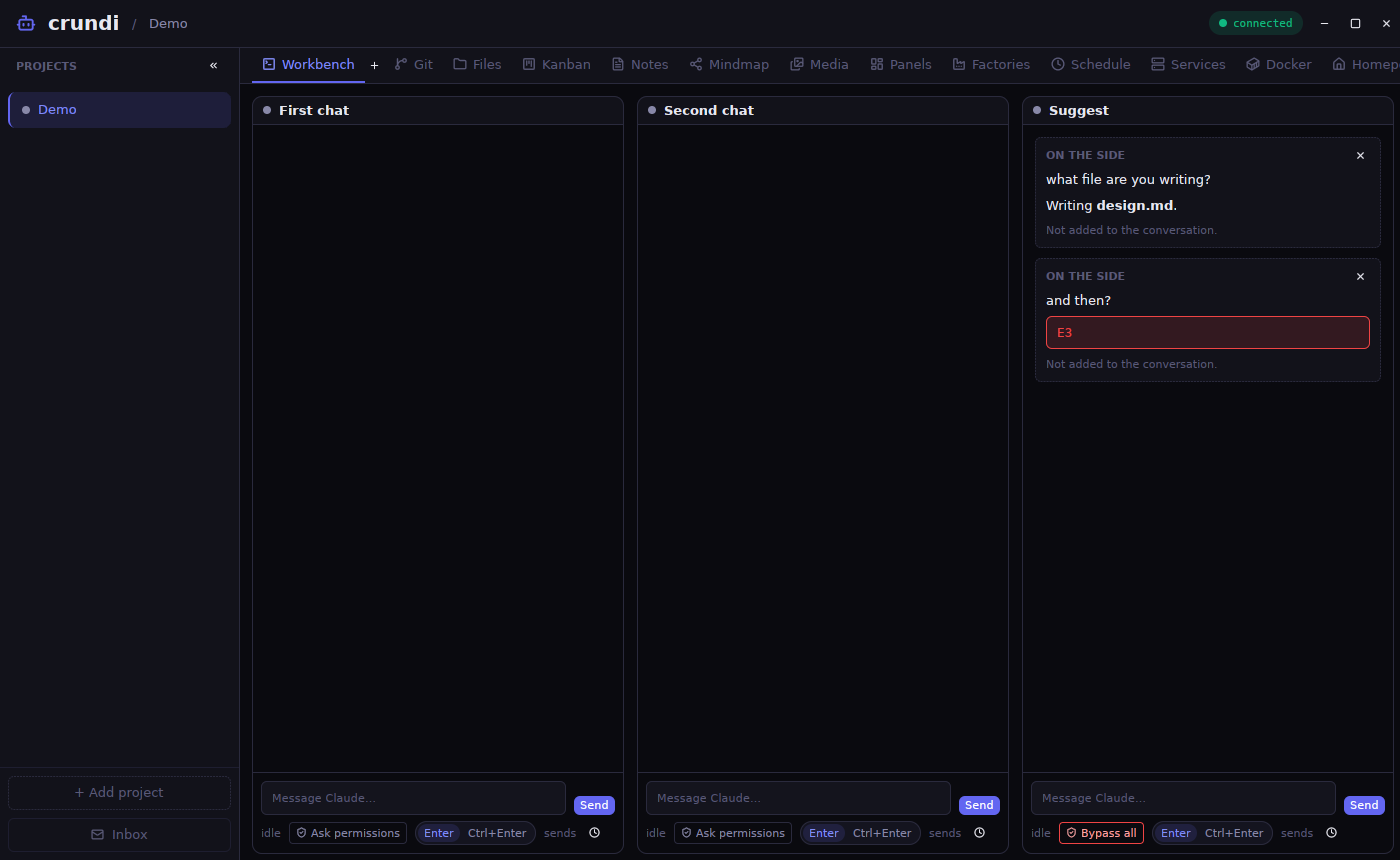 crundi / Demo
connected
PROJECTS «
Demo
+ Add project
Inbox
Workbench + Git Files Kanban Notes Mindmap Media Panels Factories Schedule Services Docker Homep
First chat
Message Claude...
Send
idle Ask permissions Enter Ctrl+Enter sends
Second chat
Message Claude...
Send
idle Ask permissions Enter Ctrl+Enter sends
Suggest
ON THE SIDE
what file are you writing?
Writing design.md.
Not added to the conversation.
ON THE SIDE
and then?
E3
Not added to the conversation.
Message Claude...
Send
idle Bypass all Enter Ctrl+Enter sends